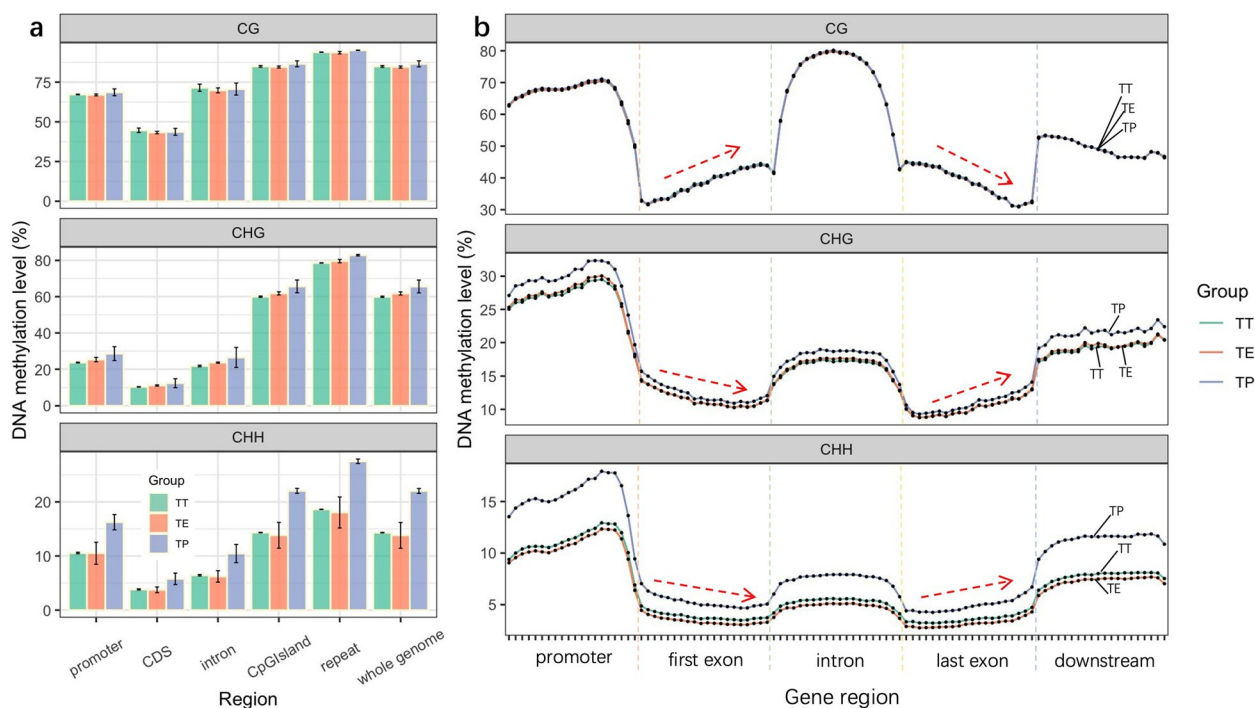 a
CG
75
50
25
0
CHG
80
60
40
20
0
CHH
20
10
0
Group
TT
TE
TP
DNA methylation level (%)
promoter
CDS
intron
CpGIsland
repeat
whole genome
Region
b
CG
80
70
60
50
40
30
TT
TE
TP
CHG
30
25
20
15
10
TP
TT
TE
CHH
15
10
5
TP
TT
TE
DNA methylation level (%)
promoter
first exon
intron
last exon
downstream
Gene region
Group
TT
TE
TP